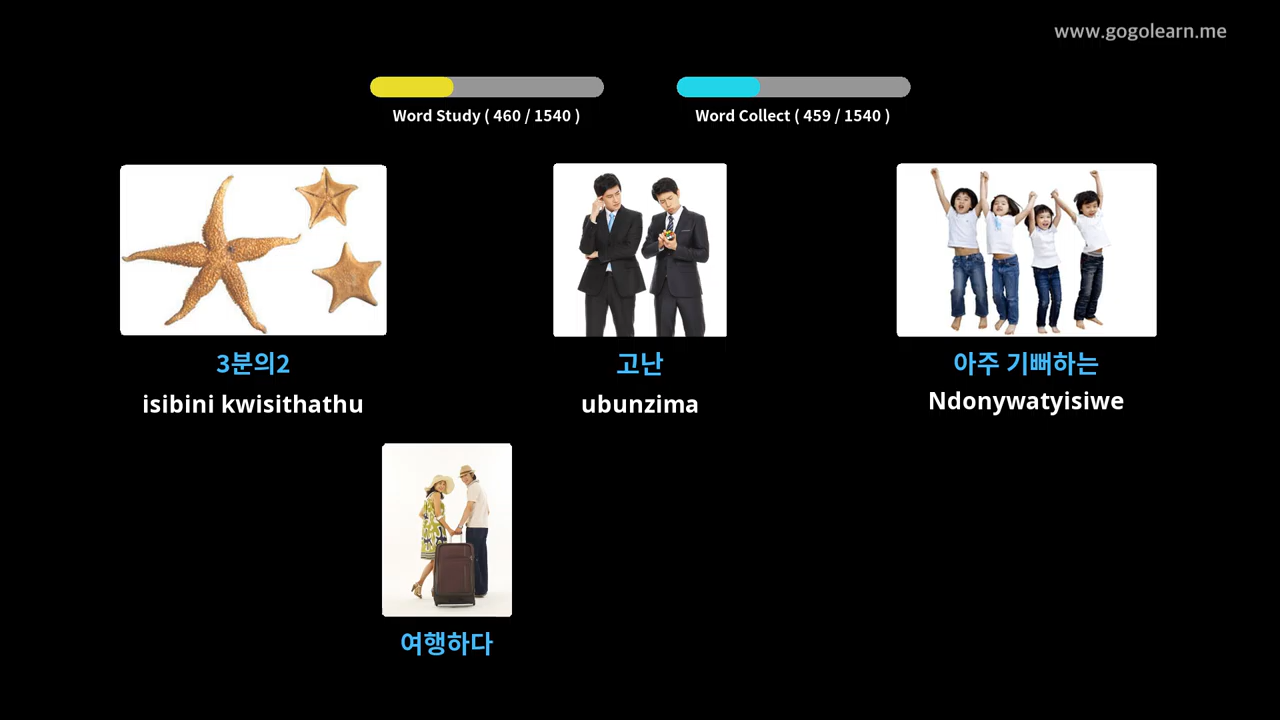 www.gogolearn.me
Word Study ( 460 / 1540 )
Word Collect ( 459 / 1540 )
3분의2
isibini kwisithathu
고난
ubunzima
아주 기뻐하는
Ndonywatyisiwe
여행하다